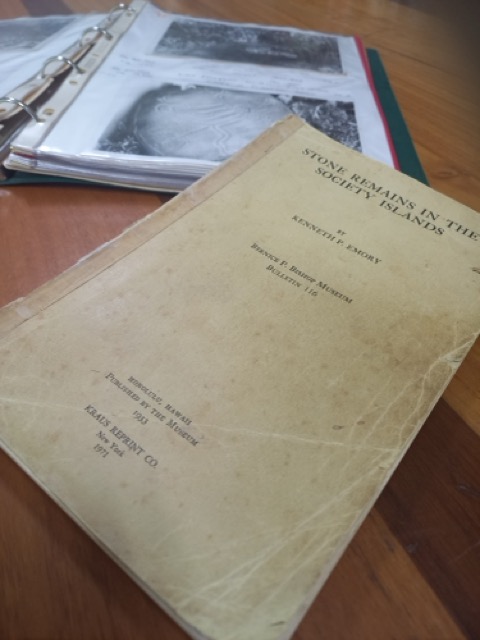 STONE REMAINS IN THE
SOCIETY ISLANDS
BY
KENNETH P. EMORY
BERNICE P. BISHOP MUSEUM
BULLETIN 116
HONOLULU, HAWAII
PUBLISHED BY THE MUSEUM
1933
KRAUS REPRINT CO.
New York
1971